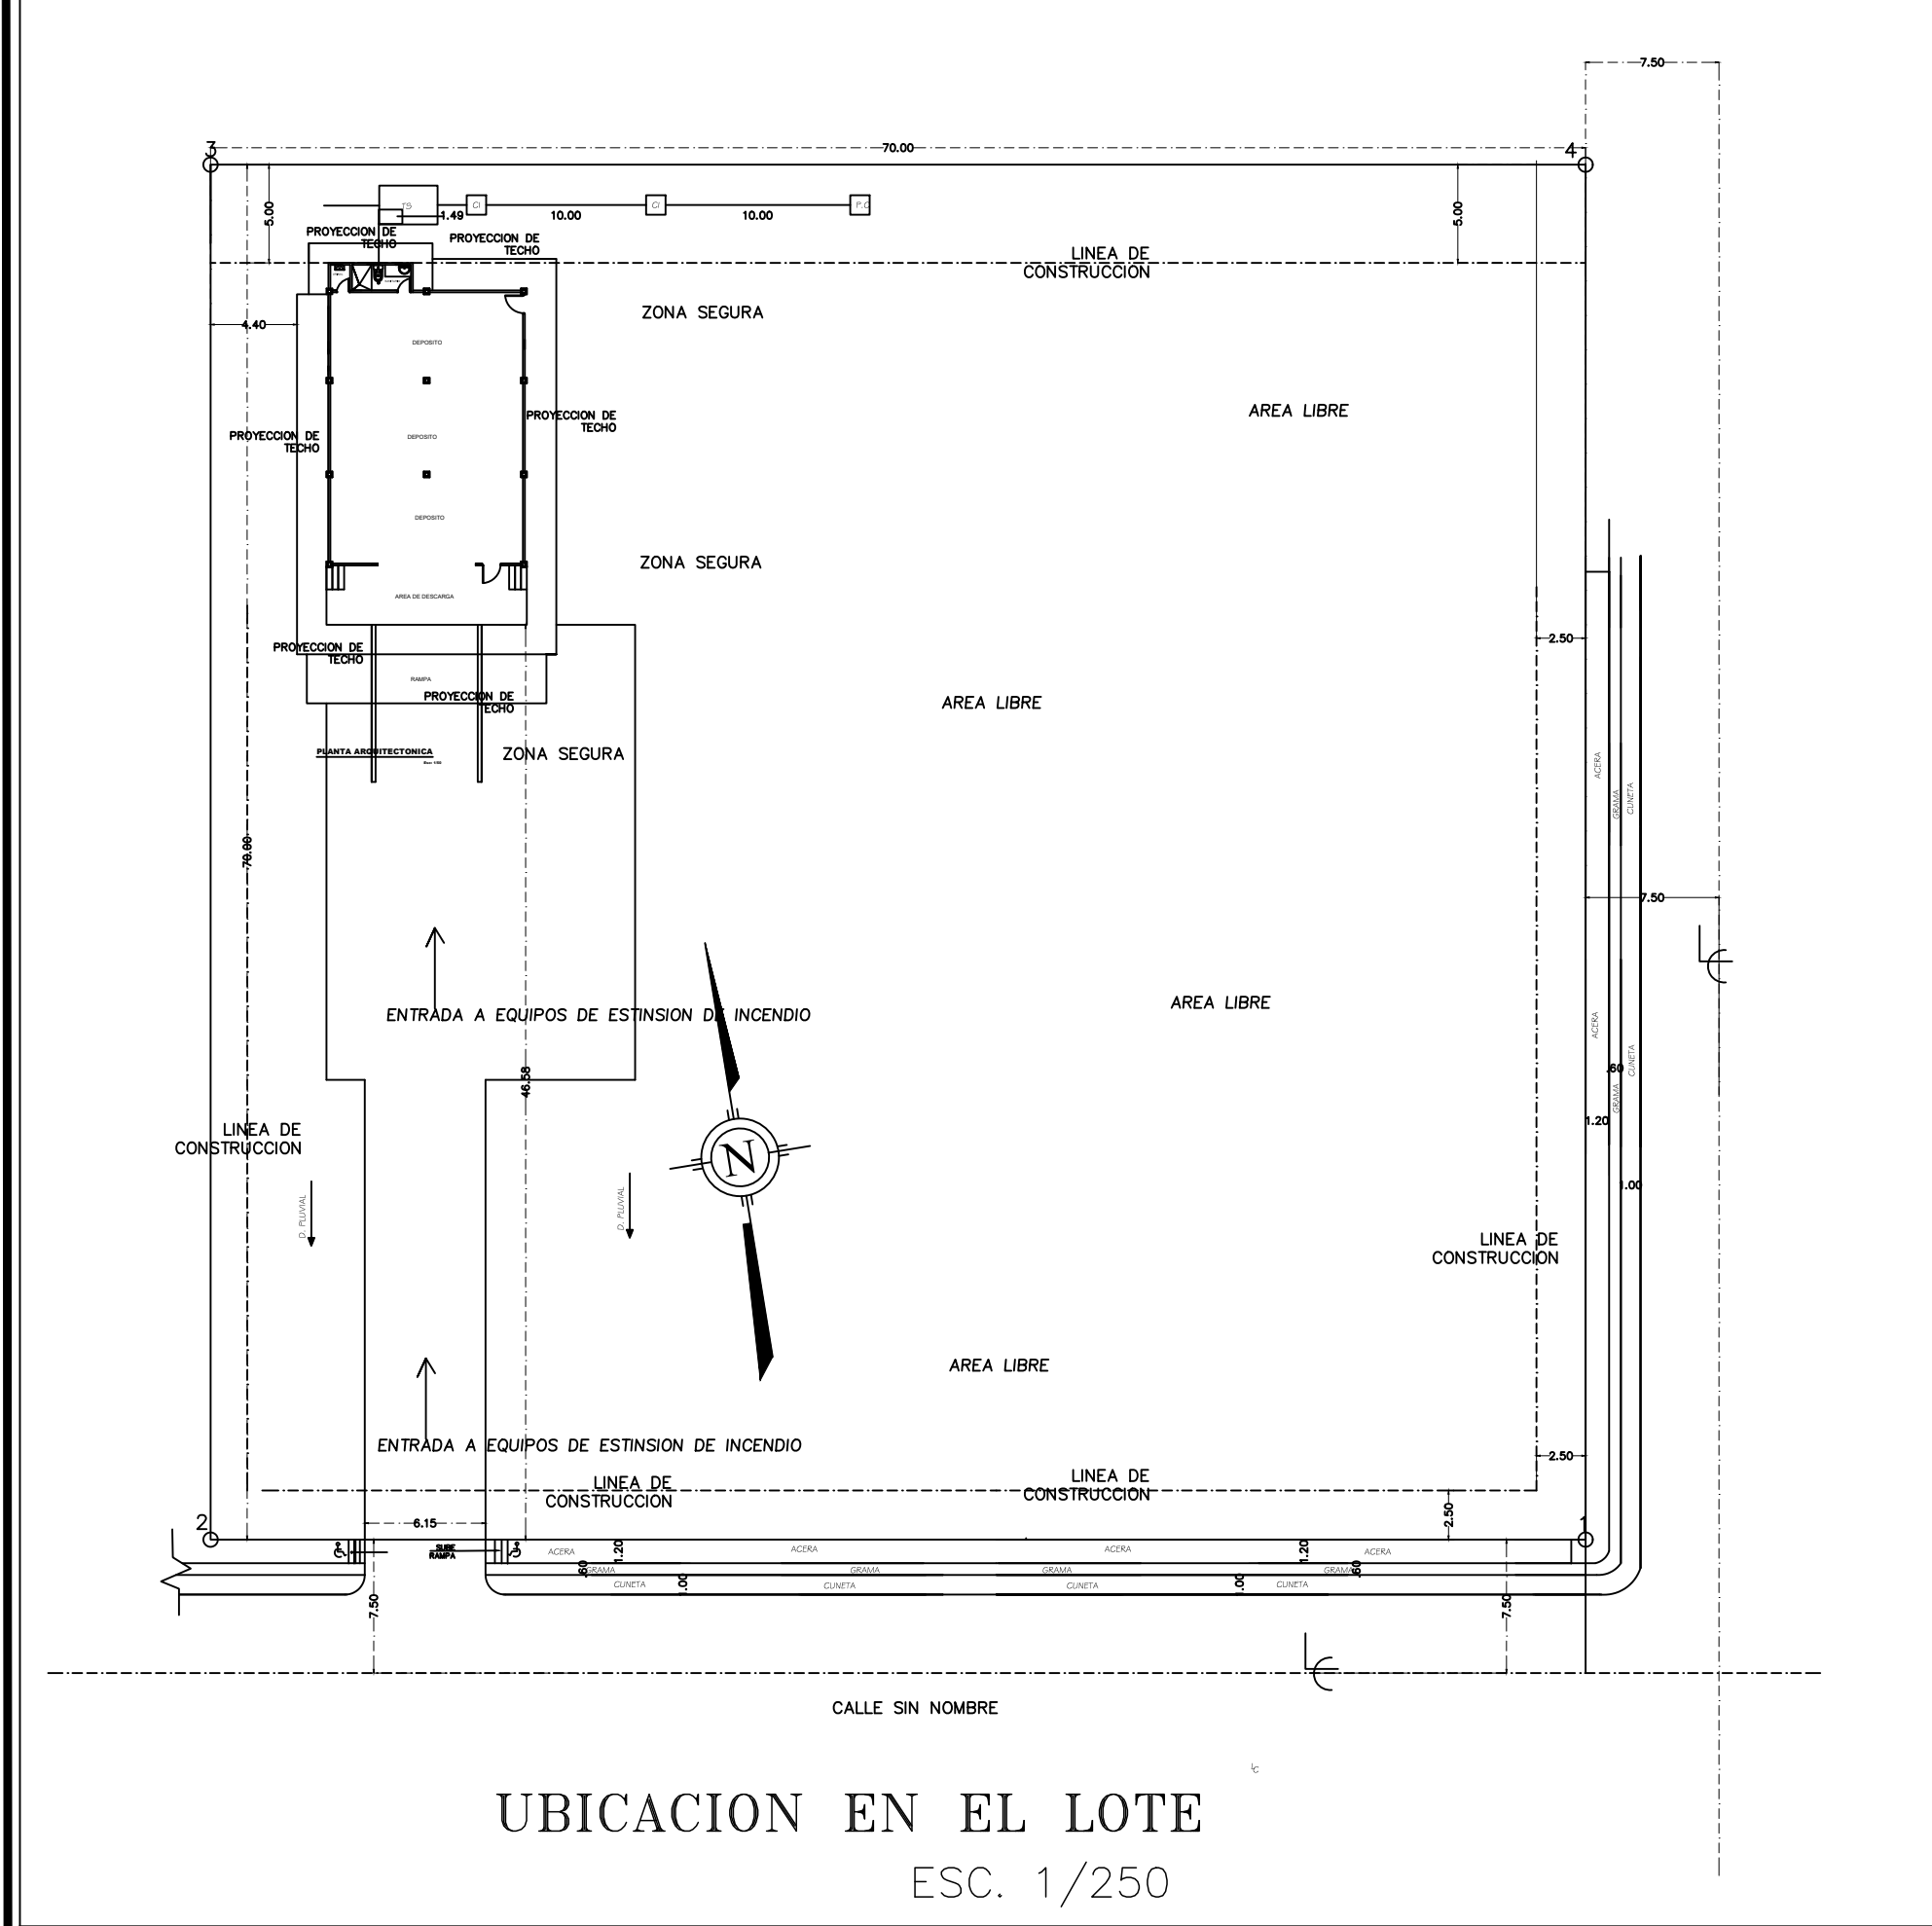 7.50
70.00
3
4
5.00
TS
1.49
CI
10.00
CI
10.00
P.C
5.00
PROYECCION DE
TECHO
PROYECCION DE
TECHO
LINEA DE
CONSTRUCCION
4.40
ZONA SEGURA
DEPOSITO
AREA LIBRE
PROYECCION DE
TECHO
PROYECCION DE
TECHO
DEPOSITO
DEPOSITO
ZONA SEGURA
AREA DE DESCARGA
2.50
PROYECCION DE
TECHO
RAMPA
PROYECCION DE
TECHO
AREA LIBRE
PLANTA ARQUITECTONICA
ZONA SEGURA
ACERA
GRAMA
CUNETA
70.00
7.50
ENTRADA A EQUIPOS DE ESTINSION DE INCENDIO
AREA LIBRE
ACERA
.60
GRAMA
CUNETA
46.58
1.20
LINEA DE
CONSTRUCCION
N
1.00
D. PLUVIAL
D. PLUVIAL
LINEA DE
CONSTRUCCION
AREA LIBRE
ENTRADA A EQUIPOS DE ESTINSION DE INCENDIO
2.50
LINEA DE
CONSTRUCCION
LINEA DE
CONSTRUCCION
2.50
2
6.15
1
SUBE
RAMPA
ACERA
1.20
ACERA
ACERA
1.20
ACERA
.60
GRAMA
GRAMA
GRAMA
GRAMA
.60
CUNETA
1.00
CUNETA
CUNETA
1.00
CUNETA
7.50
7.50
CALLE SIN NOMBRE
UBICACION EN EL LOTE
ESC. 1/250